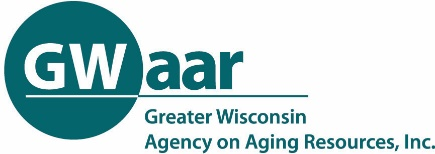 GWaar
Greater Wisconsin
Agency on Aging Resources, Inc.